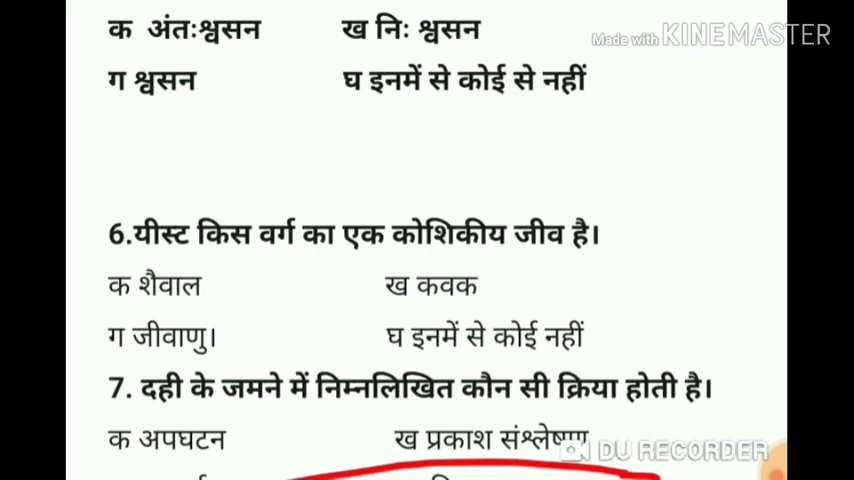 क अंतःश्वसन ख निः श्वसन
Made with KINEMASTER
ग श्वसन घ इनमें से कोई से नहीं
6.यीस्ट किस वर्ग का एक कोशिकीय जीव है।
क शैवाल ख कवक
ग जीवाणु। घ इनमें से कोई नहीं
7. दही के जमने में निम्नलिखित कौन सी क्रिया होती है।
क अपघटन ख प्रकाश संश्लेषण
DU RECORDER